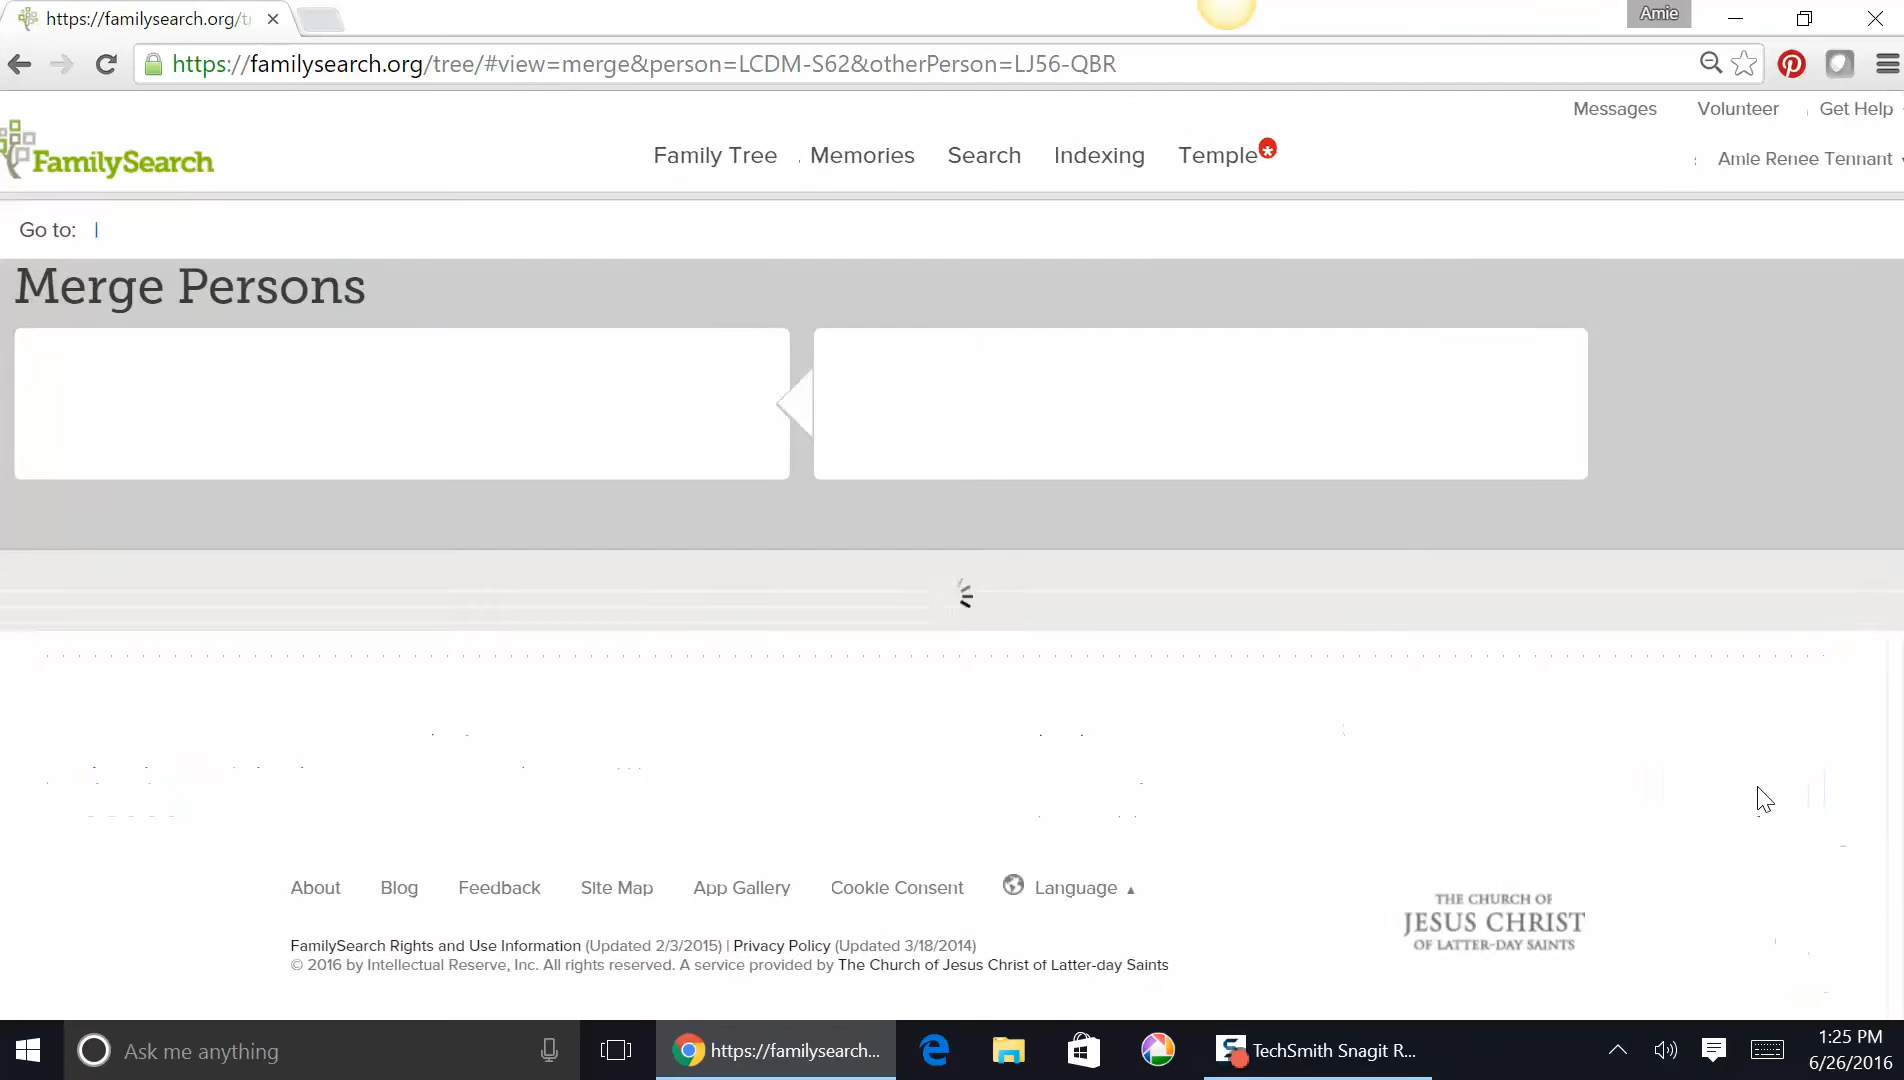 https://familysearch.org/t
Amie
https://familysearch.org/tree/#view=merge&person=LCDM-S62&otherPerson=LJ56-QBR
Messages Volunteer Get Help
FamilySearch
Family Tree Memories Search Indexing Temple *
Amie Renee Tennant
Go to: |
Merge Persons
About Blog Feedback Site Map App Gallery Cookie Consent Language ▲
THE CHURCH OF
JESUS CHRIST
OF LATTER-DAY SAINTS
FamilySearch Rights and Use Information (Updated 2/3/2015) | Privacy Policy (Updated 3/18/2014)
© 2016 by Intellectual Reserve, Inc. All rights reserved. A service provided by The Church of Jesus Christ of Latter-day Saints
Ask me anything
https://familysearch...
TechSmith Snagit R...
1:25 PM
6/26/2016